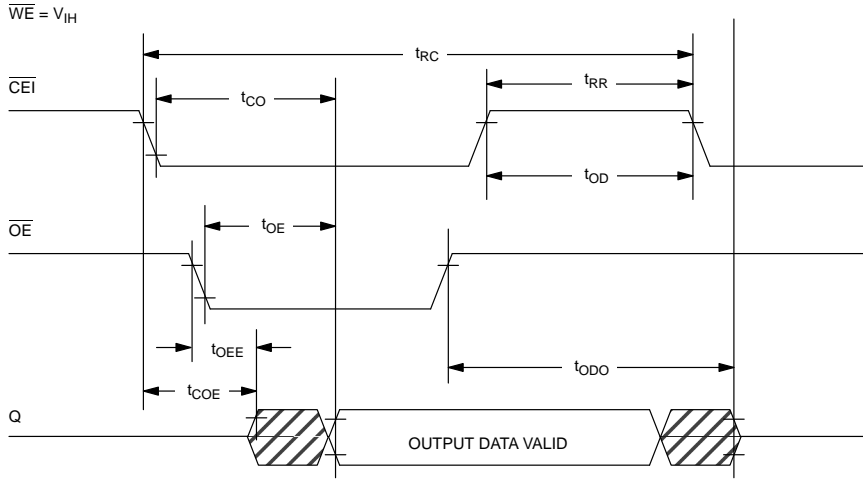 WE = VIH
tRC
CEI
tRR
tCO
tOD
OE
tOE
tOEE
tODO
tCOE
Q
OUTPUT DATA VALID